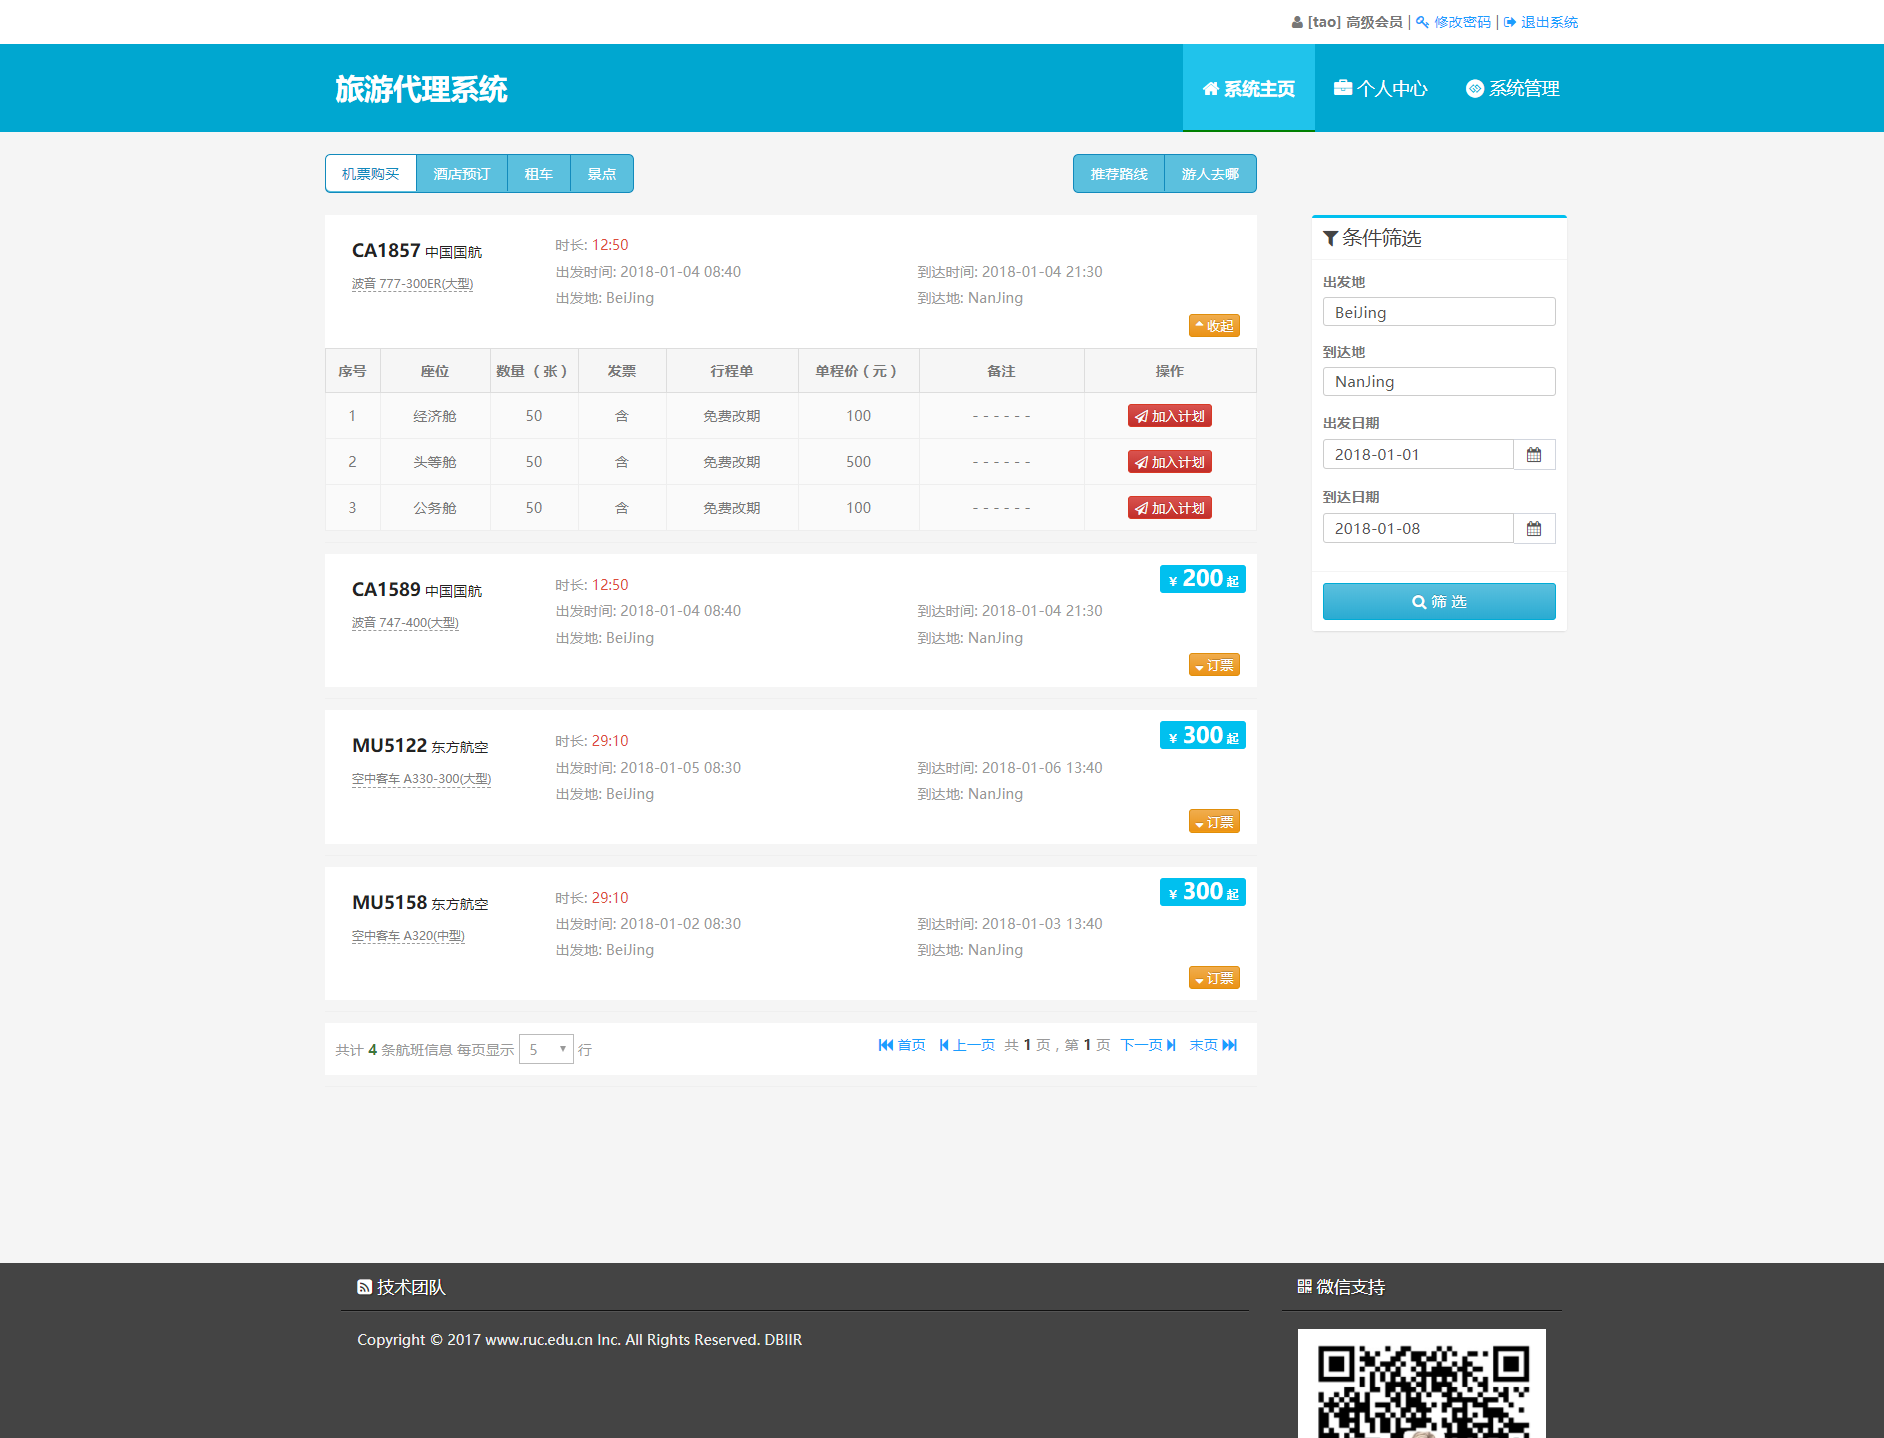 [tao] 高级会员 | 修改密码 | 退出系统
旅游代理系统
系统主页 个人中心 系统管理
机票购买 酒店预订 租车 景点
推荐路线 游人去哪
CA1857 中国国航
波音 777-300ER(大型)
时长: 12:50
出发时间: 2018-01-04 08:40 到达时间: 2018-01-04 21:30
出发地: BeiJing 到达地: NanJing
收起
序号 座位 数量（张） 发票 行程单 单程价（元） 备注 操作
1 经济舱 50 含 免费改期 100 - - - - - - 加入计划
2 头等舱 50 含 免费改期 500 - - - - - - 加入计划
3 公务舱 50 含 免费改期 100 - - - - - - 加入计划
CA1589 中国国航
波音 747-400(大型)
时长: 12:50
出发时间: 2018-01-04 08:40 到达时间: 2018-01-04 21:30
出发地: BeiJing 到达地: NanJing
¥ 200 起
订票
MU5122 东方航空
空中客车 A330-300(大型)
时长: 29:10
出发时间: 2018-01-05 08:30 到达时间: 2018-01-06 13:40
出发地: BeiJing 到达地: NanJing
¥ 300 起
订票
MU5158 东方航空
空中客车 A320(中型)
时长: 29:10
出发时间: 2018-01-02 08:30 到达时间: 2018-01-03 13:40
出发地: BeiJing 到达地: NanJing
¥ 300 起
订票
共计 4 条航班信息 每页显示 5 行
首页 上一页 共 1 页，第 1 页 下一页 末页
条件筛选
出发地
BeiJing
到达地
NanJing
出发日期
2018-01-01
到达日期
2018-01-08
筛 选
技术团队
Copyright © 2017 www.ruc.edu.cn Inc. All Rights Reserved. DBIIR
微信支持